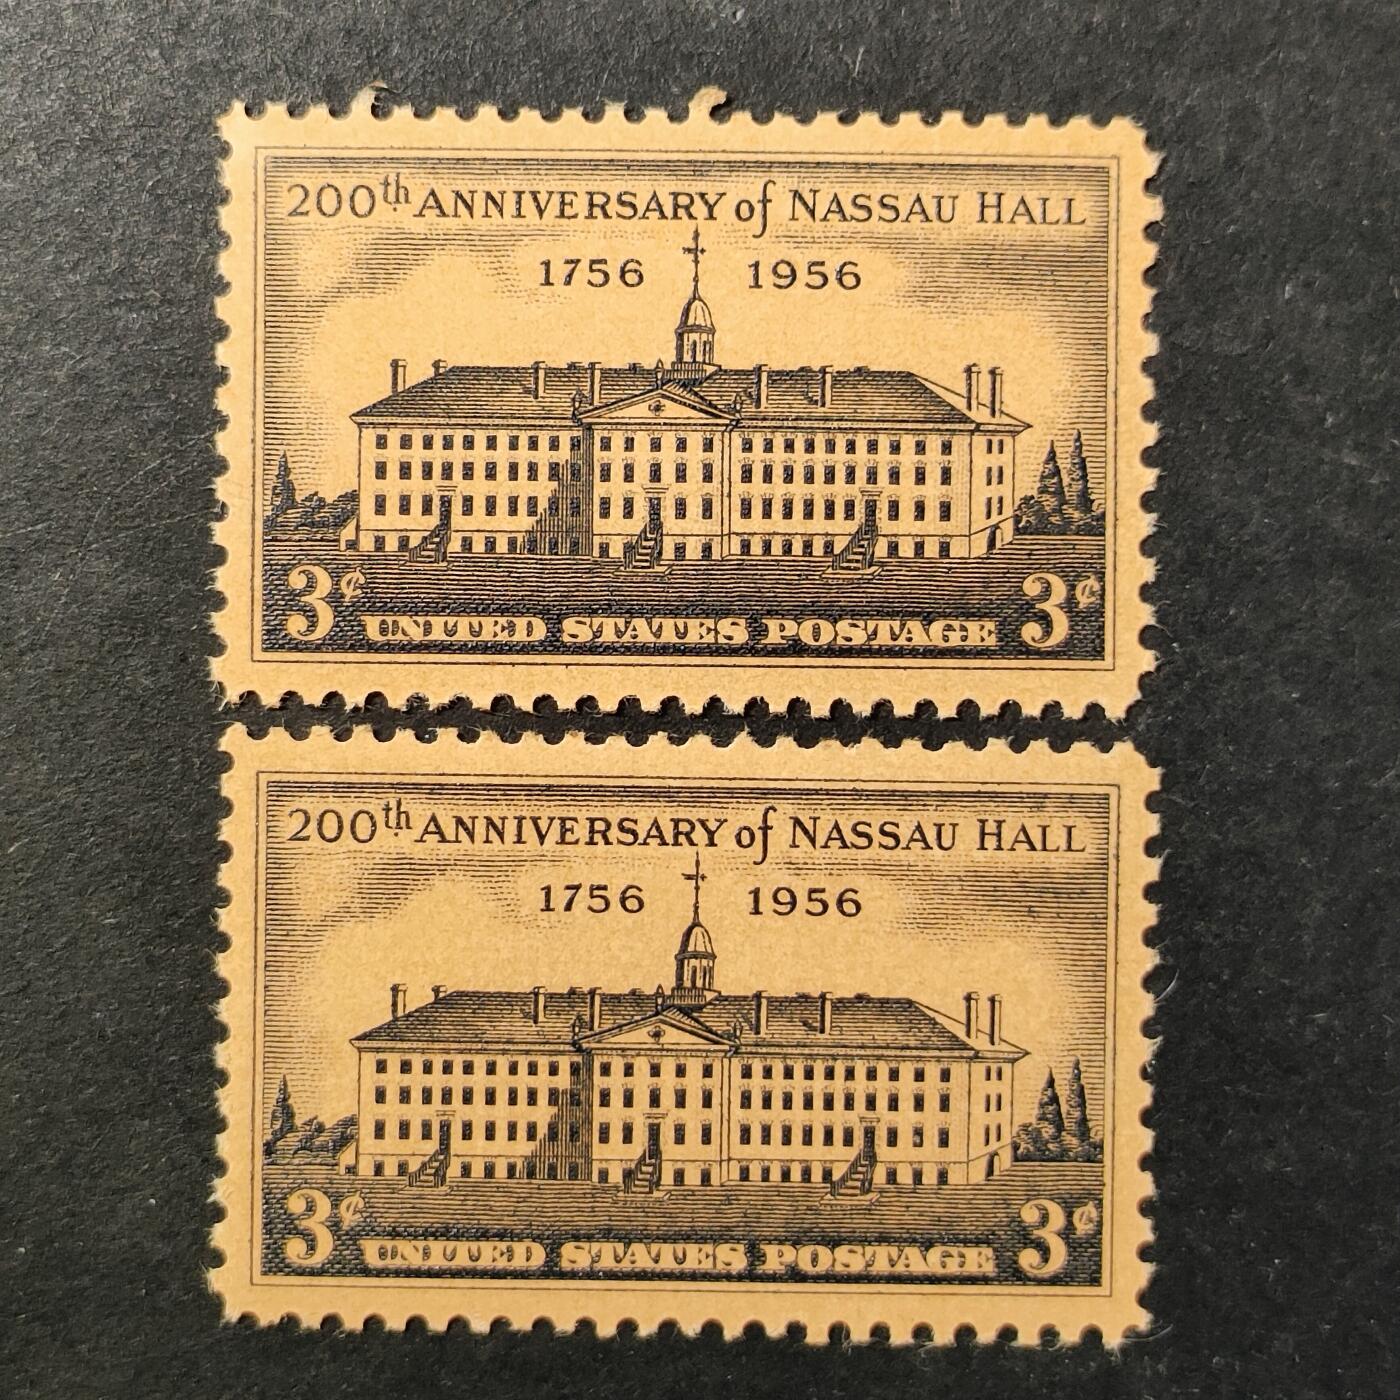 200th ANNIVERSARY of NASSAU HALL
1756 1956
3¢ UNITED STATES POSTAGE 3¢
200th ANNIVERSARY of NASSAU HALL
1756 1956
3¢ UNITED STATES POSTAGE 3¢